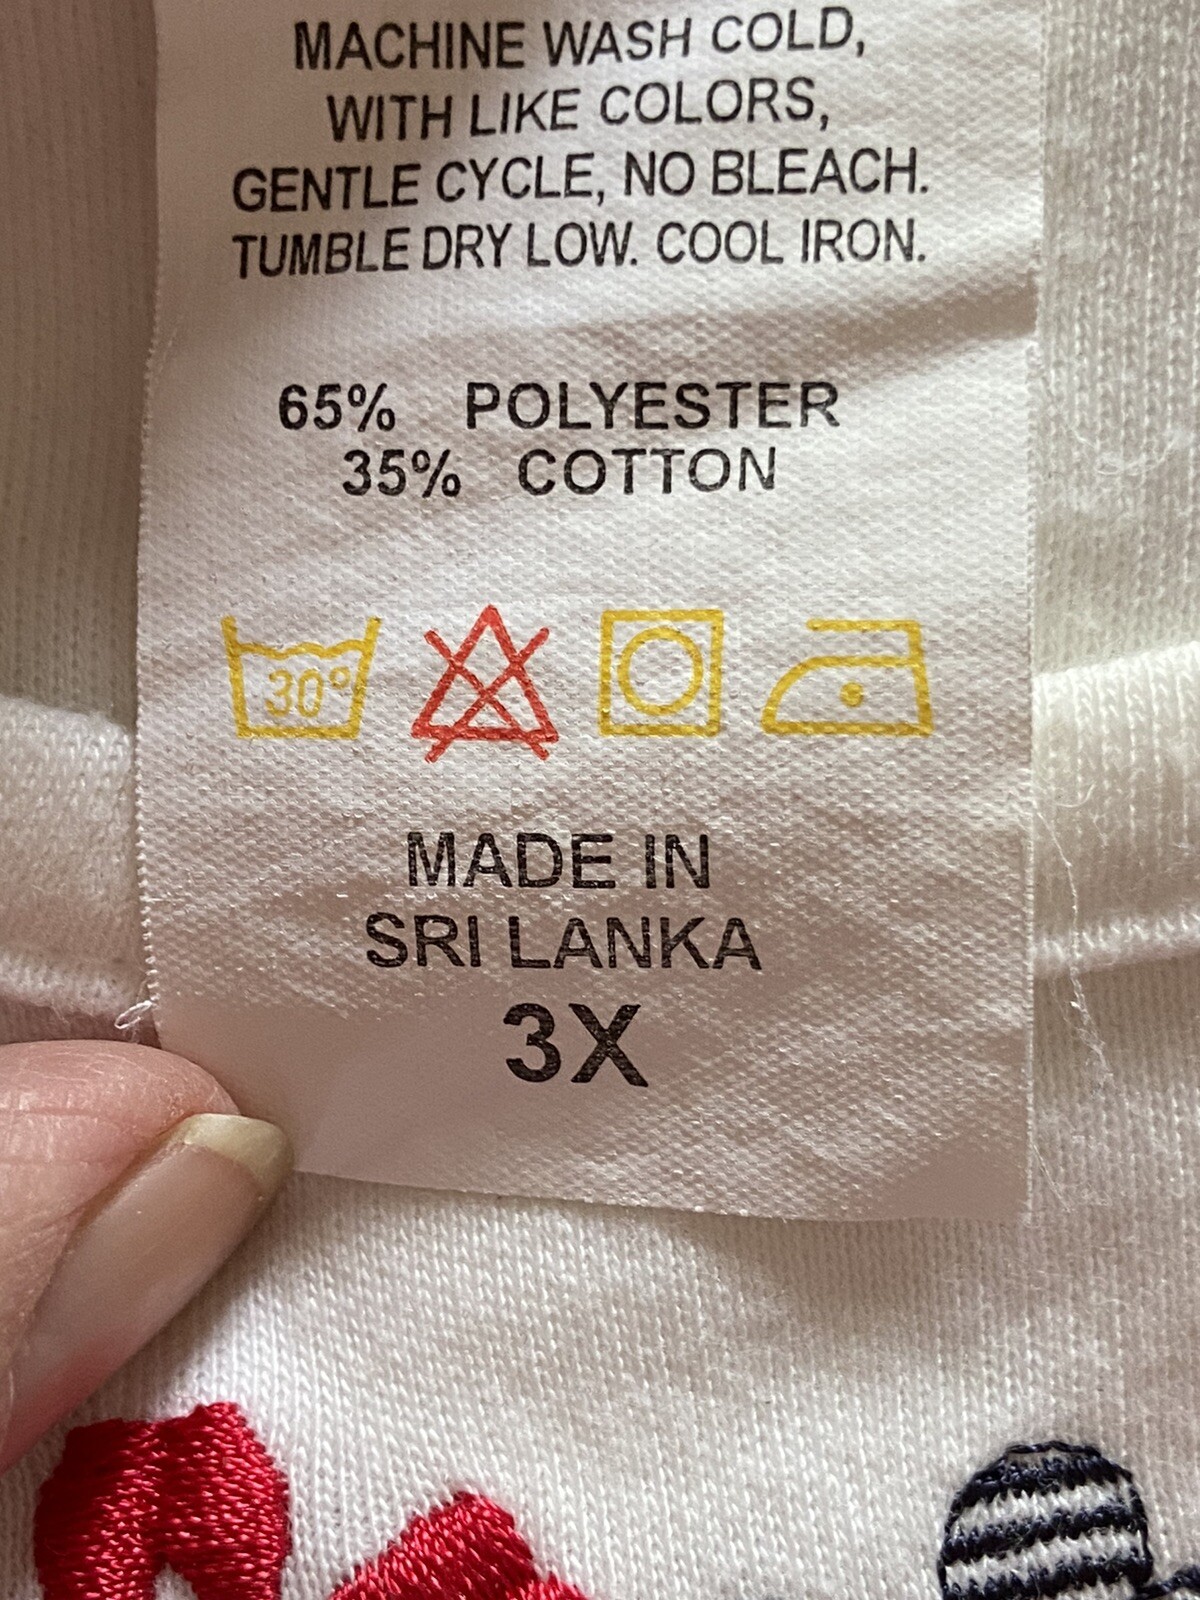 MACHINE WASH COLD,
WITH LIKE COLORS,
GENTLE CYCLE, NO BLEACH.
TUMBLE DRY LOW. COOL IRON.
65% POLYESTER
35% COTTON
30°
MADE IN
SRI LANKA
3X